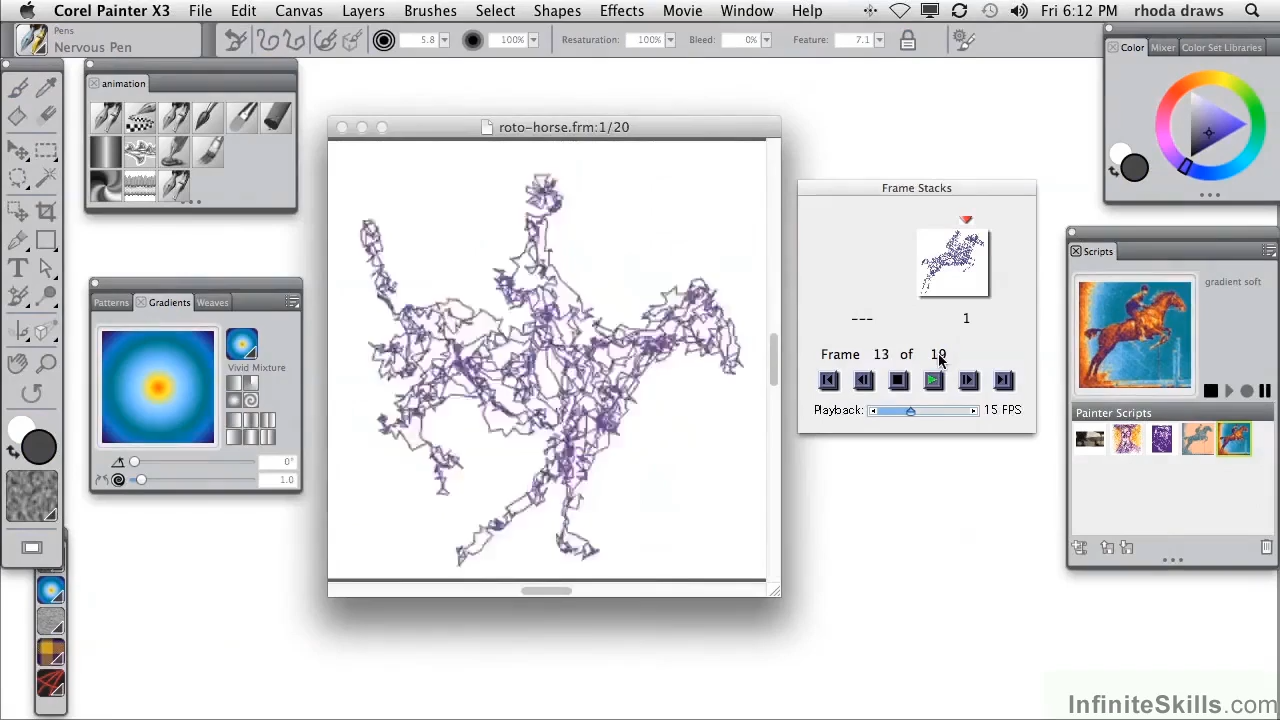 Corel Painter X3 File Edit Canvas Layers Brushes Select Shapes Effects Movie Window Help Fri 6:12 PM rhoda draws
Pens
Nervous Pen
5.8 100% Resaturation: 100% Bleed: 0% Feature: 7.1
Color Mixer Color Set Libraries
animation
roto-horse.frm:1/20
Frame Stacks
--- 1
Frame 13 of 19
Playback: 15 FPS
Patterns Gradients Weaves
Vivid Mixture
0°
1.0
Scripts
gradient soft
Painter Scripts
T
InfiniteSkills.com